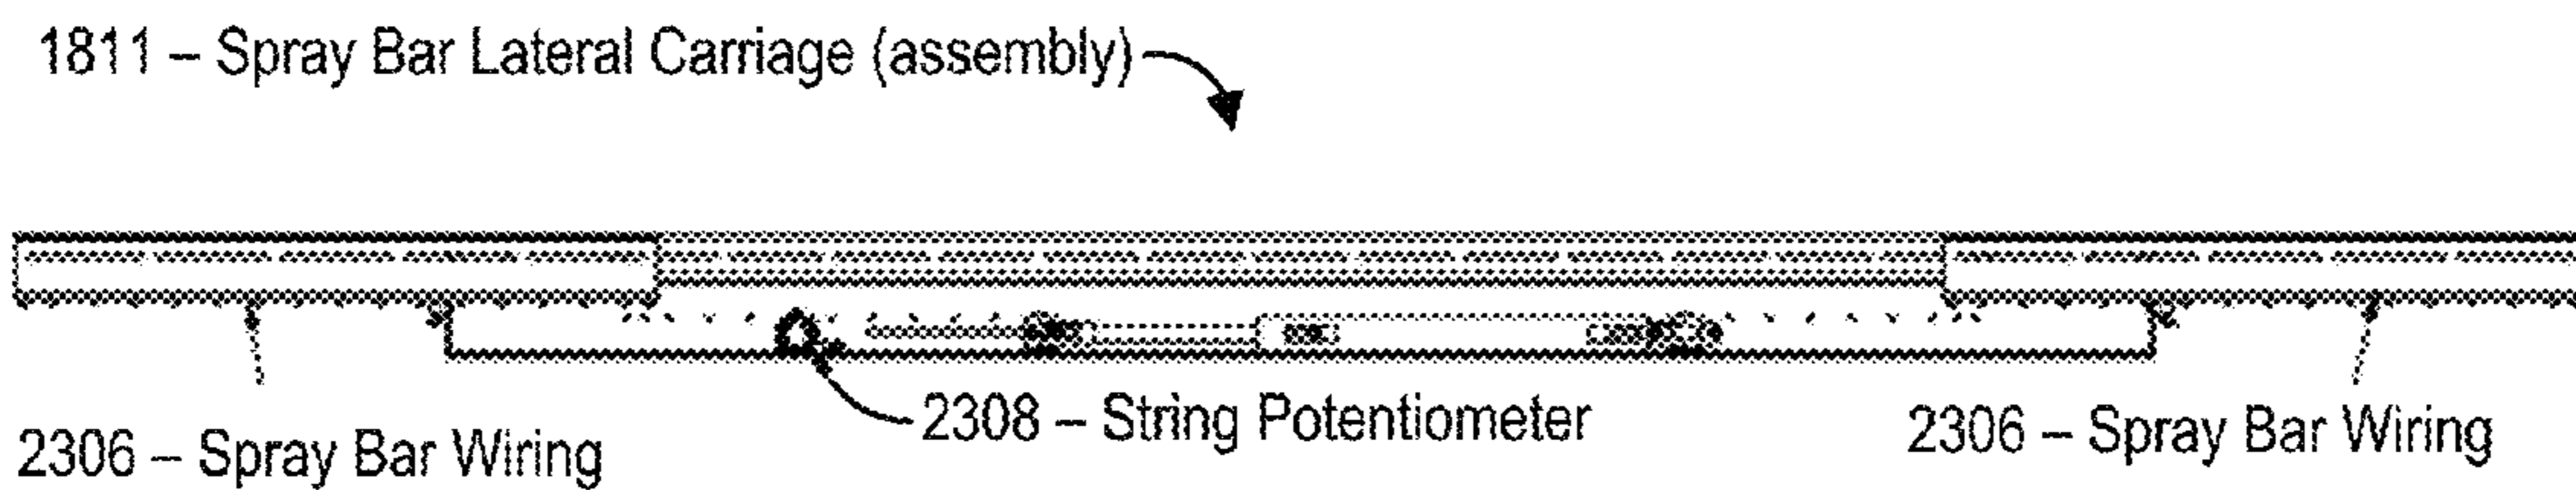 1811 – Spray Bar Lateral Carriage (assembly)
2308 – String Potentiometer
2306 – Spray Bar Wiring
2306 – Spray Bar Wiring